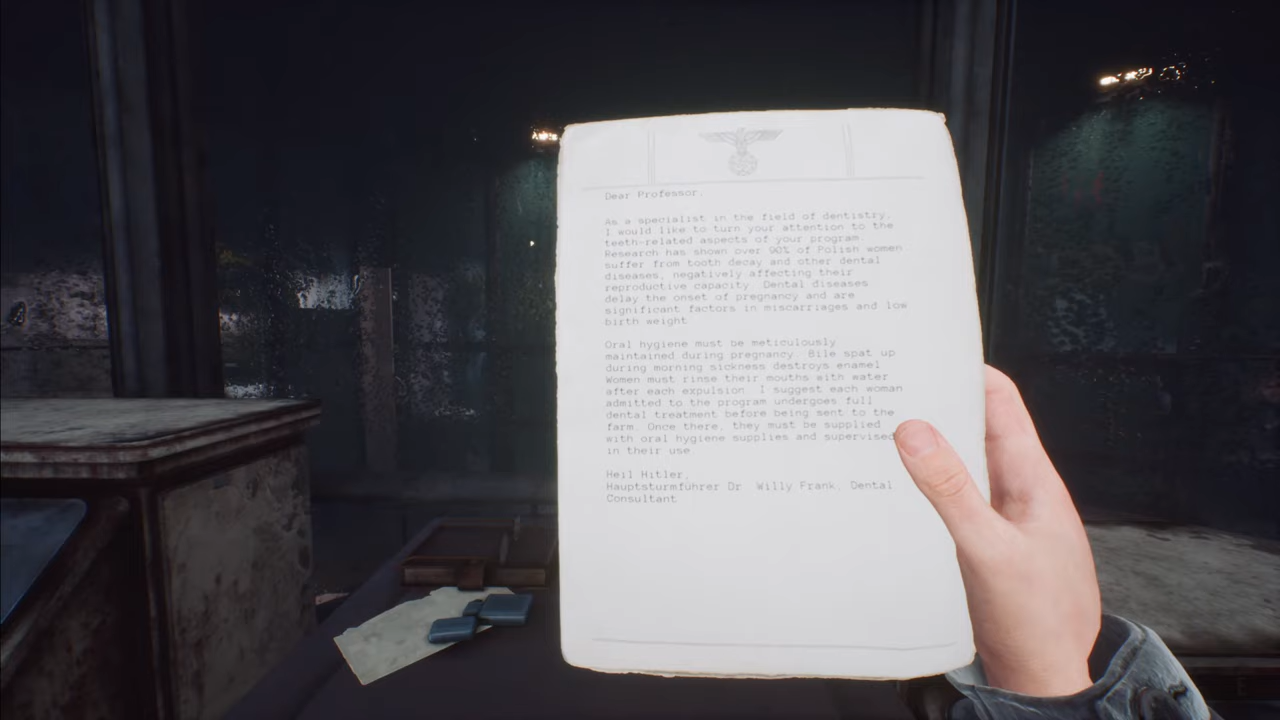 Dear Professor,
As a specialist in the field of dentistry,
I would like to turn your attention to the
teeth-related aspects of your program.
Research has shown over 90% of Polish women
suffer from tooth decay and other dental
diseases, negatively affecting their
reproductive capacity. Dental diseases
delay the onset of pregnancy and are
significant factors in miscarriages and low
birth weight.
Oral hygiene must be meticulously
maintained during pregnancy. Bile spat up
during morning sickness destroys enamel.
Women must rinse their mouths with water
after each expulsion. I suggest each woman
admitted to the program undergoes full
dental treatment before being sent to the
farm. Once there, they must be supplied
with oral hygiene supplies and supervised
in their use.
Heil Hitler,
Hauptsturmführer Dr. Willy Frank, Dental
Consultant